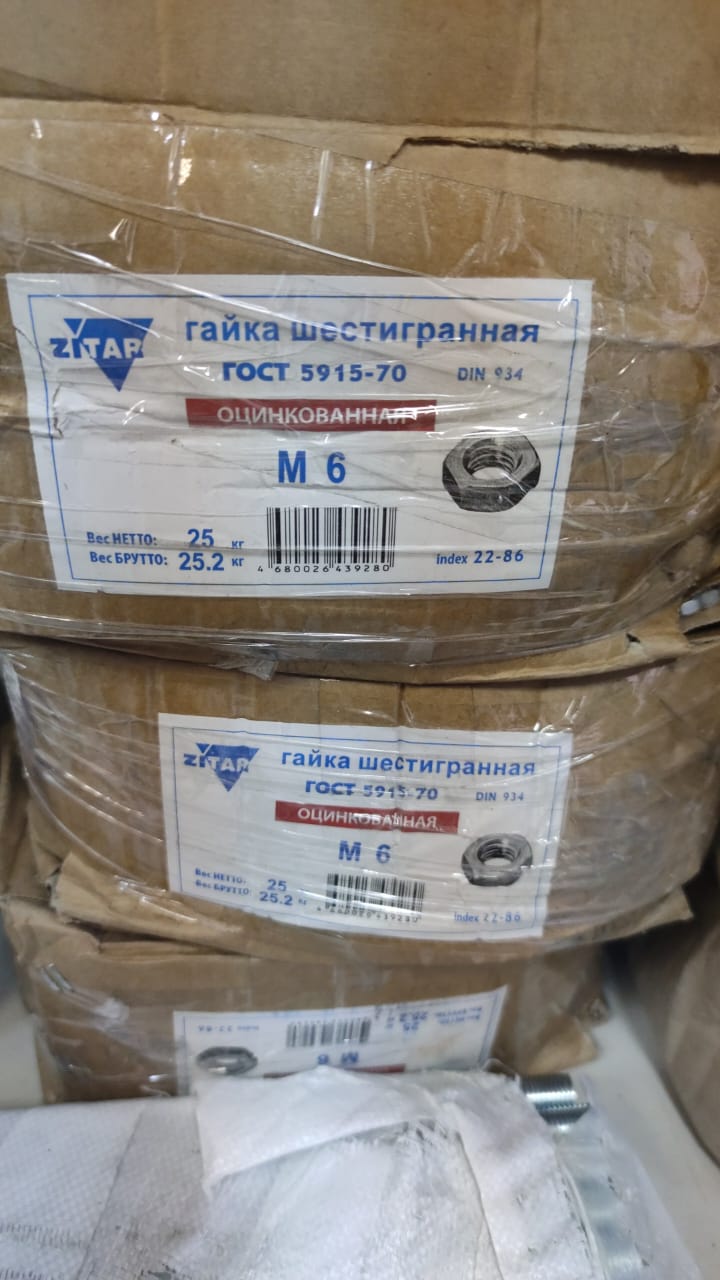 ZITAR
гайка шестигранная
ГОСТ 5915-70 DIN 934
ОЦИНКОВАННАЯ
М 6
Вес НЕТТО: 25 кг
Вес БРУТТО: 25.2 кг
4 680026 439280
index 22-86
ZITAR
гайка шестигранная
ГОСТ 5915-70 DIN 934
ОЦИНКОВАННАЯ
М 6
Вес НЕТТО: 25
Вес БРУТТО: 25.2 кг
index 22-86
М 6